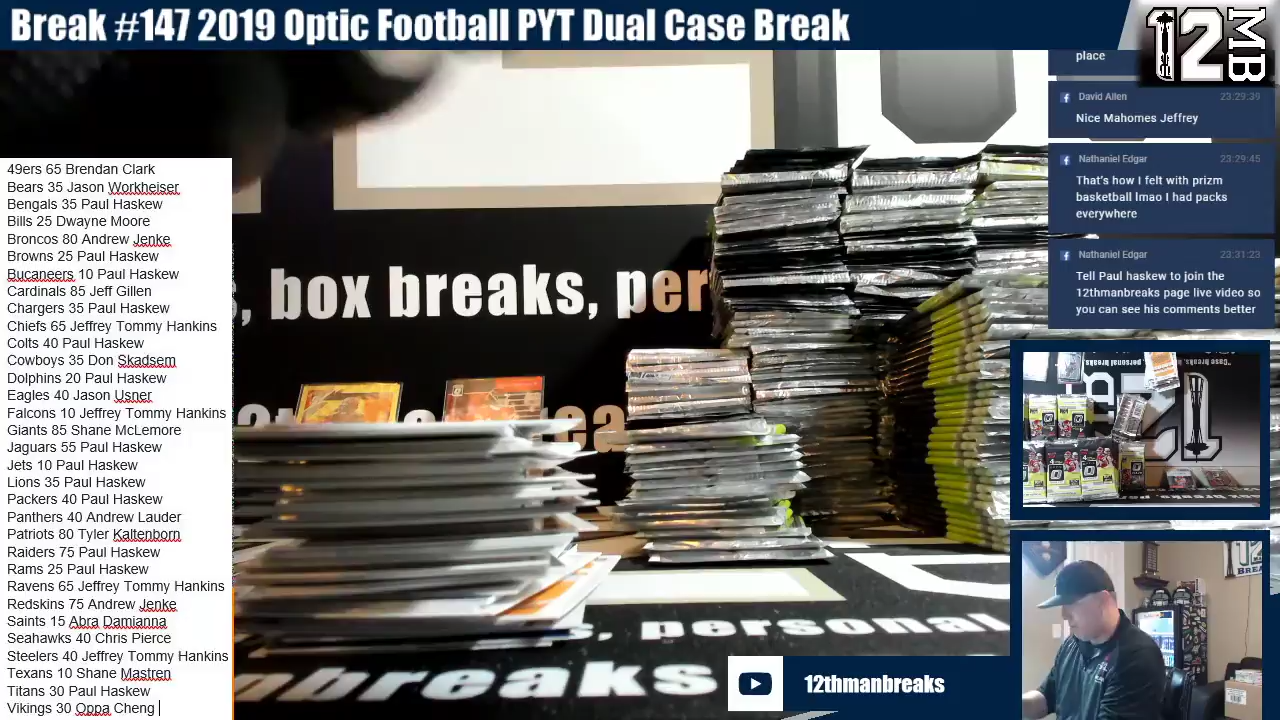 Break #147 2019 Optic Football PYT Dual Case Break
12
MB
49ers 65 Brendan Clark
Bears 35 Jason Workheiser
Bengals 35 Paul Haskew
Bills 25 Dwayne Moore
Broncos 80 Andrew Jenke
Browns 25 Paul Haskew
Bucaneers 10 Paul Haskew
Cardinals 85 Jeff Gilien
Chargers 35 Paul Haskew
Chiefs 65 Jeffrey Tommy Hankins
Colts 40 Paul Haskew
Cowboys 35 Don Skadsem
Dolphins 20 Paul Haskew
Eagles 40 Jason Visner
Falcons 10 Jeffrey Tommy Hankins
Giants 85 Shane McLemore
Jaguars 55 Paul Haskew
Jets 10 Paul Haskew
Lions 35 Paul Haskew
Packers 40 Paul Haskew
Panthers 40 Andrew Lauder
Patriots 80 Tyler Kaltenborn
Raiders 75 Paul Haskew
Rams 25 Paul Haskew
Ravens 65 Jeffrey Tommy Hankins
Redskins 75 Andrew Jenke
Saints 15 Abra Damianna
Seahawks 40 Chris Pierce
Steelers 40 Jeffrey Tommy Hankins
Texans 10 Shane Mastren
Titans 30 Paul Haskew
Vikings 30 Oppa Cheng
, box breaks, per
s, personal
nbreaks
place
David Allen 23:29:39
Nice Mahomes Jeffrey
Nathaniel Edgar 23:29:45
That's how I felt with prizm
basketball lmao I had packs
everywhere
Nathaniel Edgar 23:31:23
Tell Paul haskew to join the
12thmanbreaks page live video so
you can see his comments better
12thmanbreaks